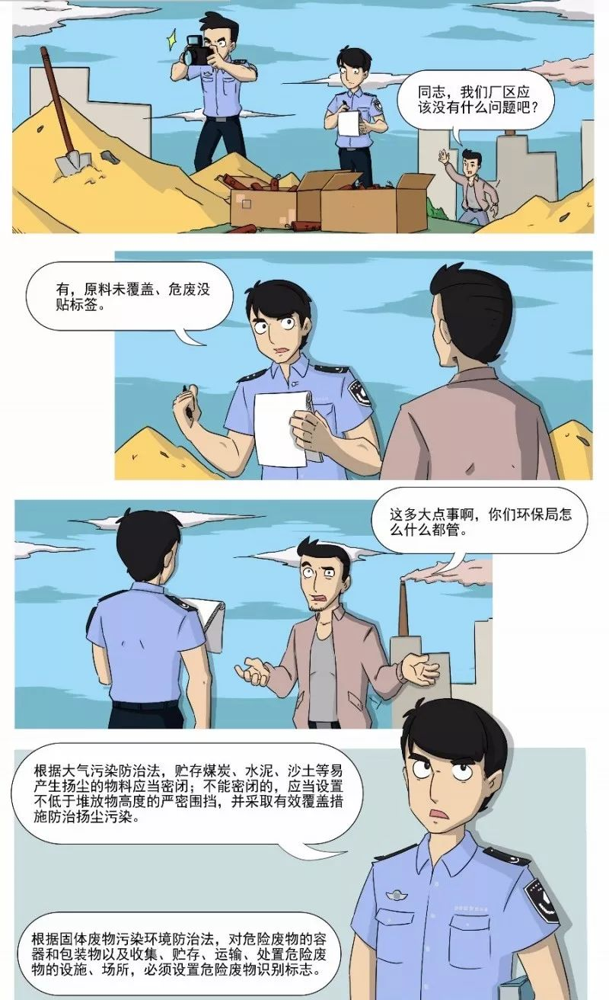 同志，我们厂区应
该没有什么问题吧？
有，原料未覆盖、危废没
贴标签。
这多大点事啊，你们环保局怎
么什么都管。
根据大气污染防治法，贮存煤炭、水泥、沙土等易
产生扬尘的物料应当密闭；不能密闭的，应当设置
不低于堆放物高度的严密围挡，并采取有效覆盖措
施防治扬尘污染。
根据固体废物污染环境防治法，对危险废物的容
器和包装物以及收集、贮存、运输、处置危险废
物的设施、场所，必须设置危险废物识别标志。